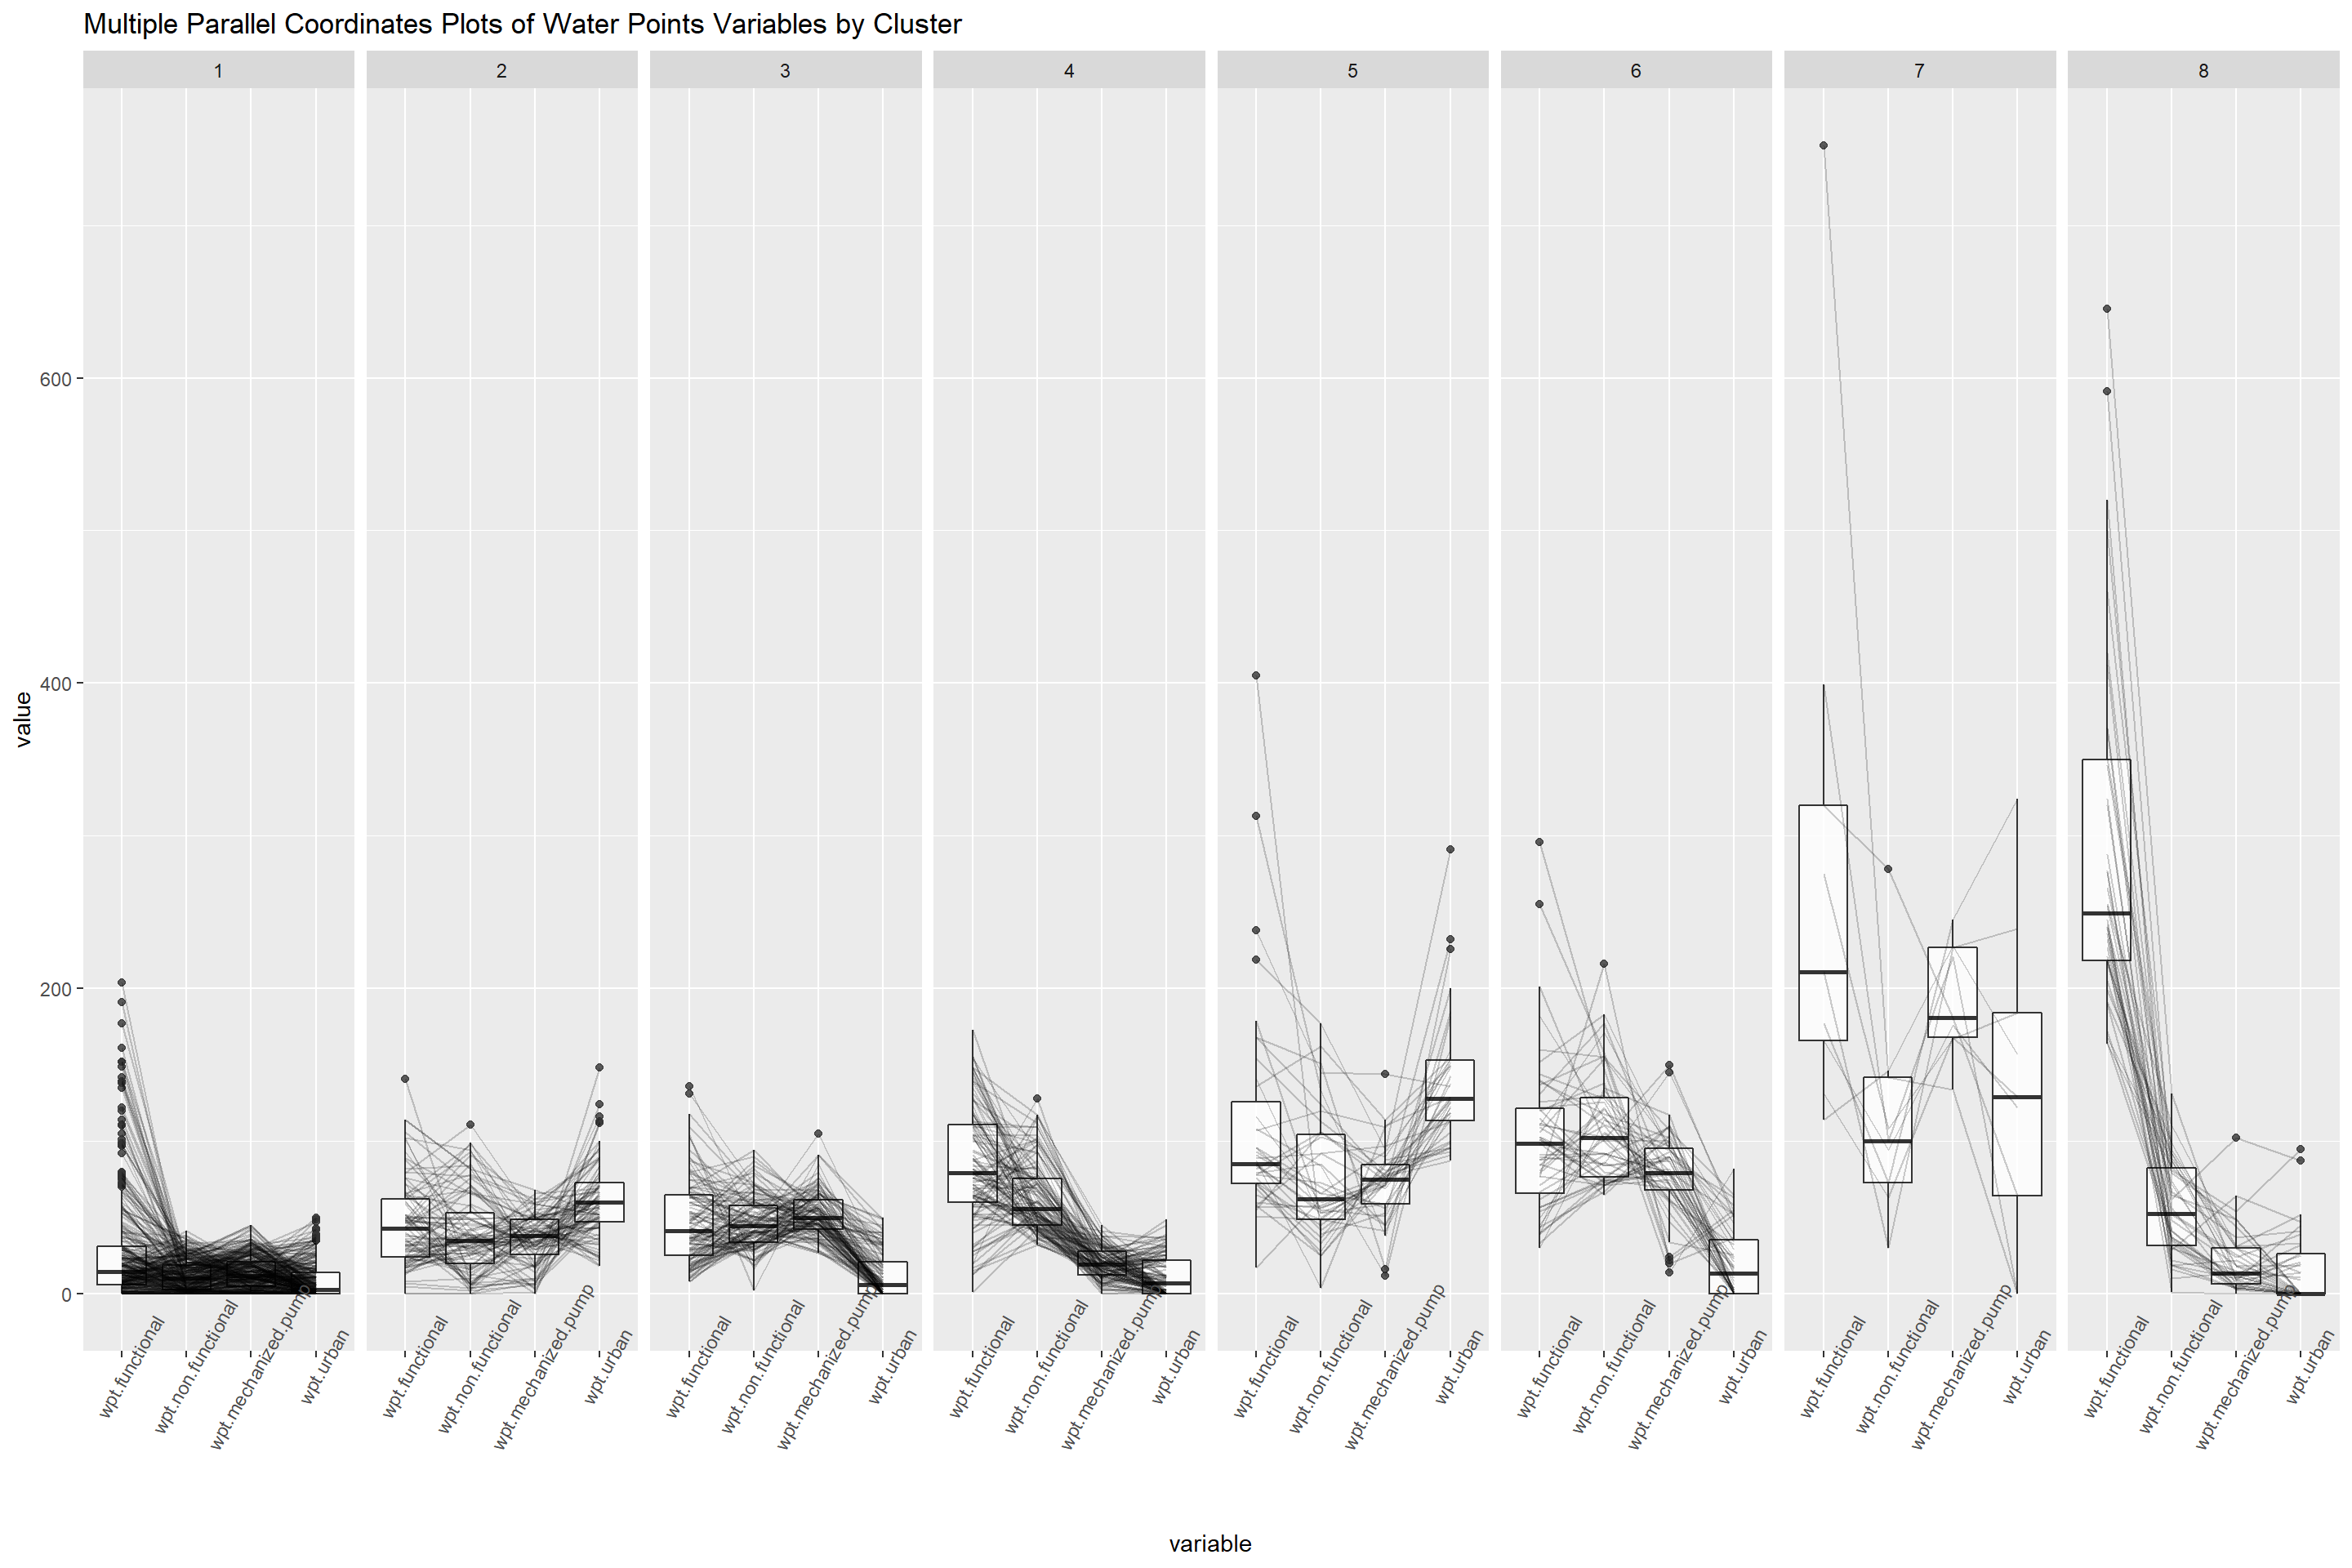 Multiple Parallel Coordinates Plots of Water Points Variables by Cluster
1 2 3 4 5 6 7 8
600
400
200
0
value
wpt.functional wpt.non.functional wpt.mechanized.pump wpt.urban wpt.functional wpt.non.functional wpt.mechanized.pump wpt.urban wpt.functional wpt.non.functional wpt.mechanized.pump wpt.urban wpt.functional wpt.non.functional wpt.mechanized.pump wpt.urban wpt.functional wpt.non.functional wpt.mechanized.pump wpt.urban wpt.functional wpt.non.functional wpt.mechanized.pump wpt.urban wpt.functional wpt.non.functional wpt.mechanized.pump wpt.urban wpt.functional wpt.non.functional wpt.mechanized.pump wpt.urban
variable